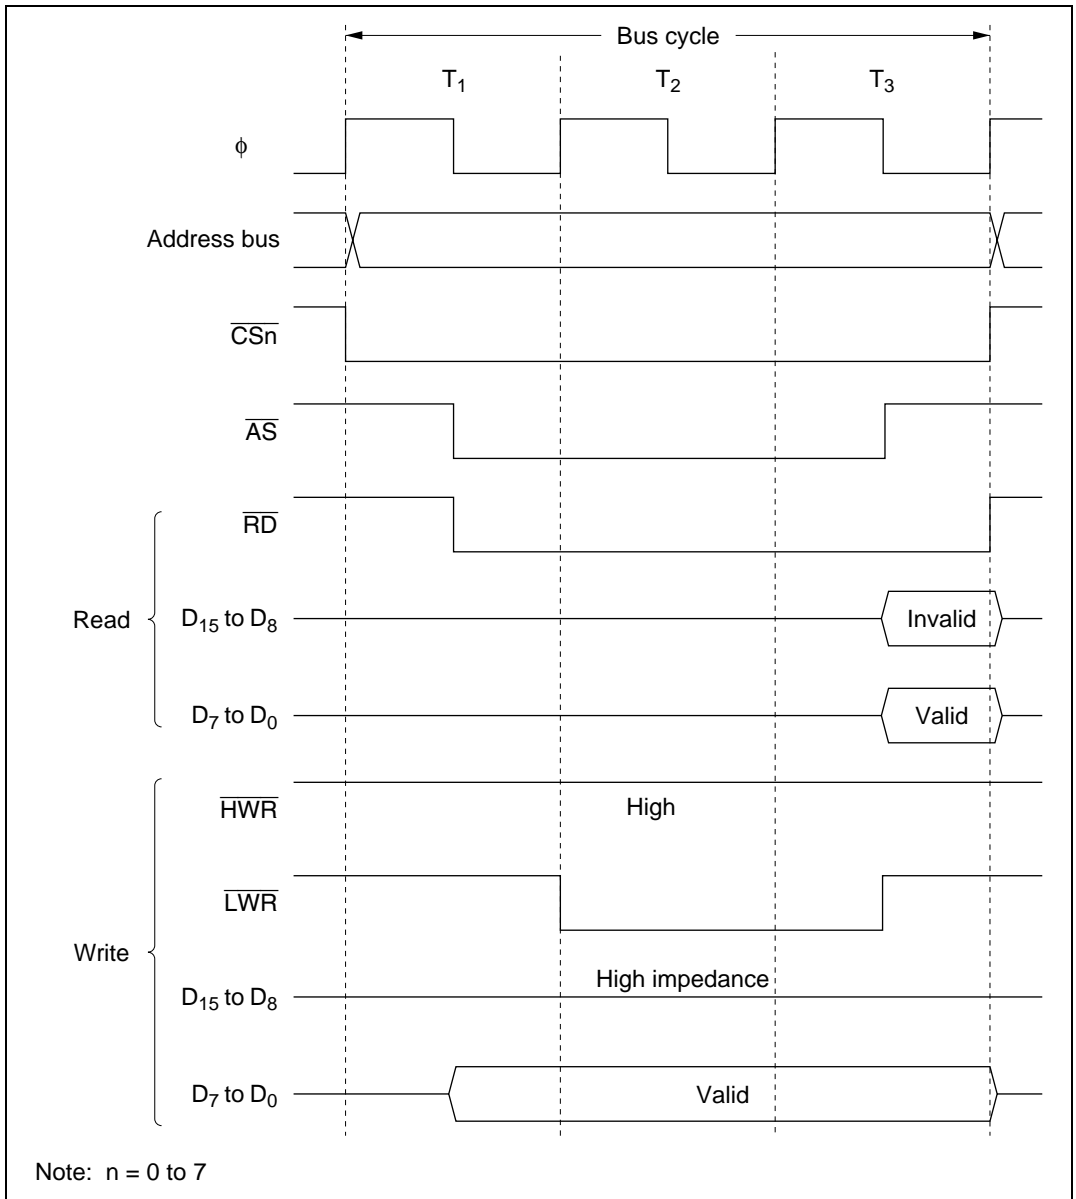 Bus cycle
T1 T2 T3
ϕ
Address bus
CSn
AS
RD
Read
D15 to D8
Invalid
D7 to D0
Valid
HWR
High
LWR
Write
High impedance
D15 to D8
D7 to D0
Valid
Note: n = 0 to 7